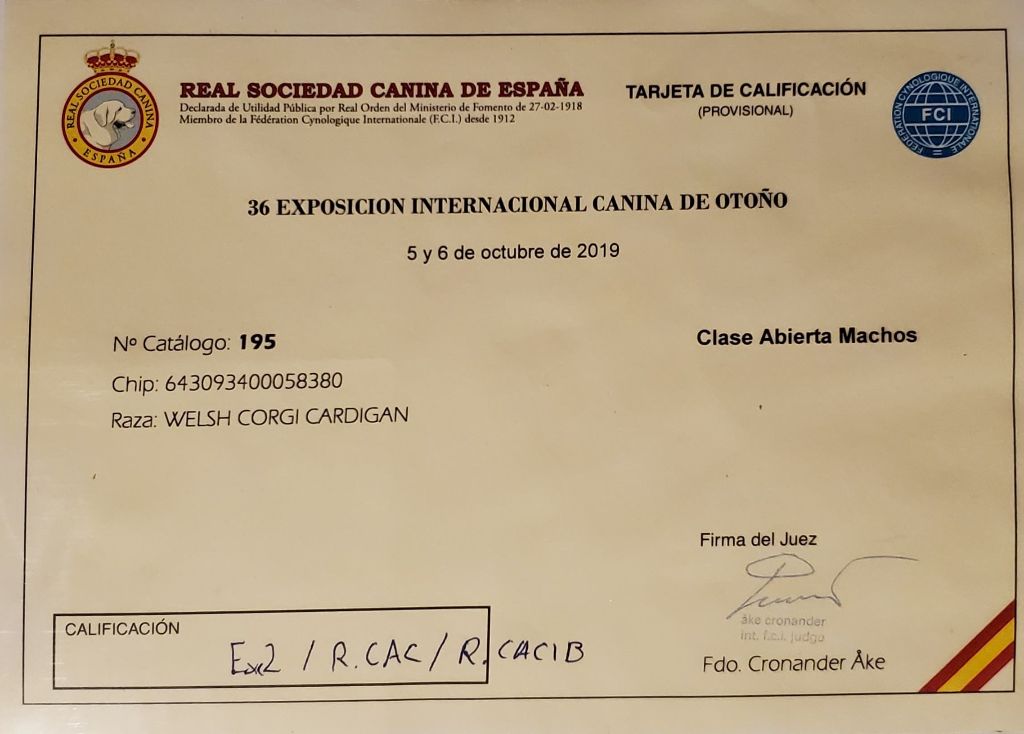 REAL SOCIEDAD CANINA
ESPAÑA
REAL SOCIEDAD CANINA DE ESPAÑA
Declarada de Utilidad Pública por Real Orden del Ministerio de Fomento de 27-02-1918
Miembro de la Fédération Cynologique Internationale (F.C.I.) desde 1912
TARJETA DE CALIFICACIÓN
(PROVISIONAL)
FEDERATION CYNOLOGIQUE INTERNATIONALE
FCI
36 EXPOSICION INTERNACIONAL CANINA DE OTOÑO
5 y 6 de octubre de 2019
Nº Catálogo: 195
Clase Abierta Machos
Chip: 643093400058380
Raza: WELSH CORGI CARDIGAN
Firma del Juez
åke cronander
int. f.c.i. judge
Fdo. Cronander Åke
CALIFICACIÓN
Exc2 / R.CAC / R.CACIB